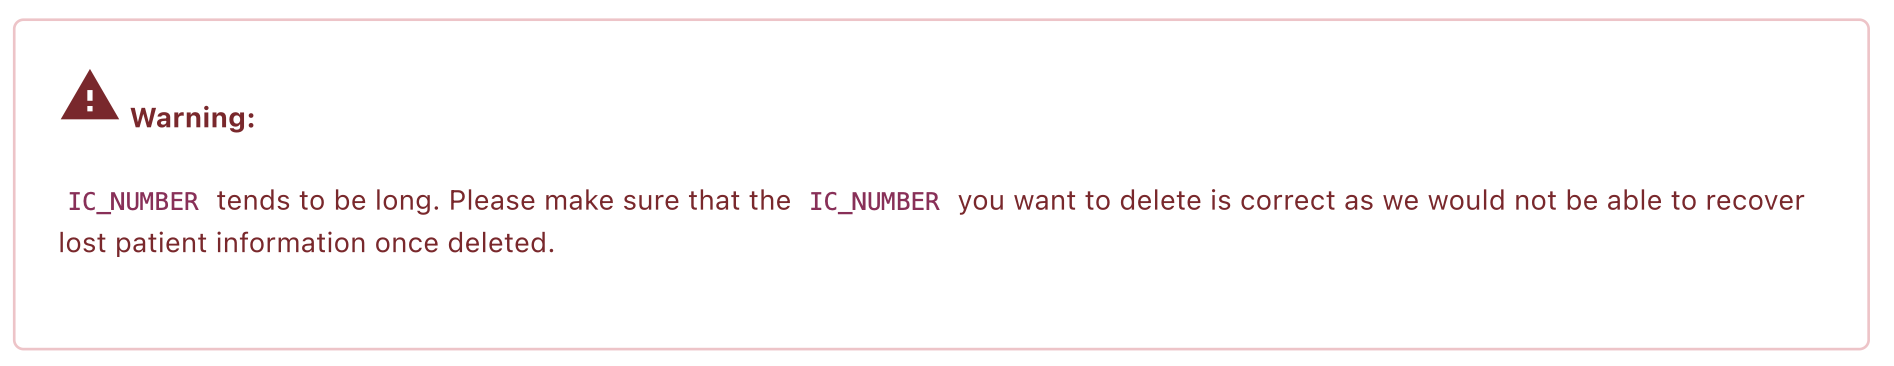 Warning:
IC_NUMBER tends to be long. Please make sure that the IC_NUMBER you want to delete is correct as we would not be able to recover
lost patient information once deleted.